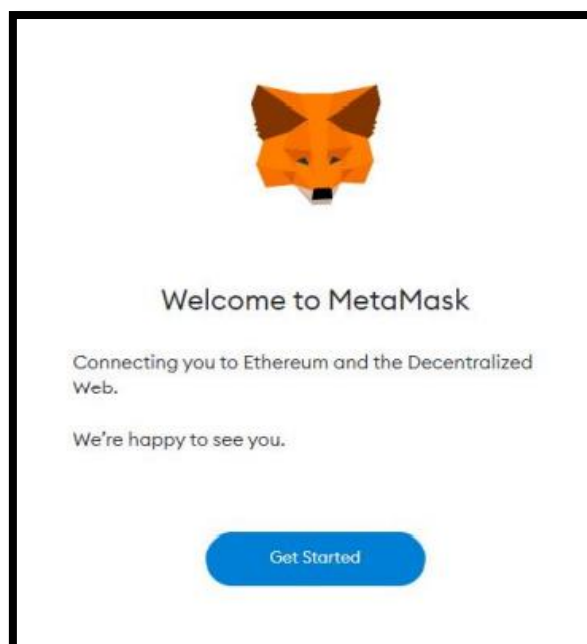 Welcome to MetaMask
Connecting you to Ethereum and the Decentralized
Web.
We're happy to see you.
Get Started